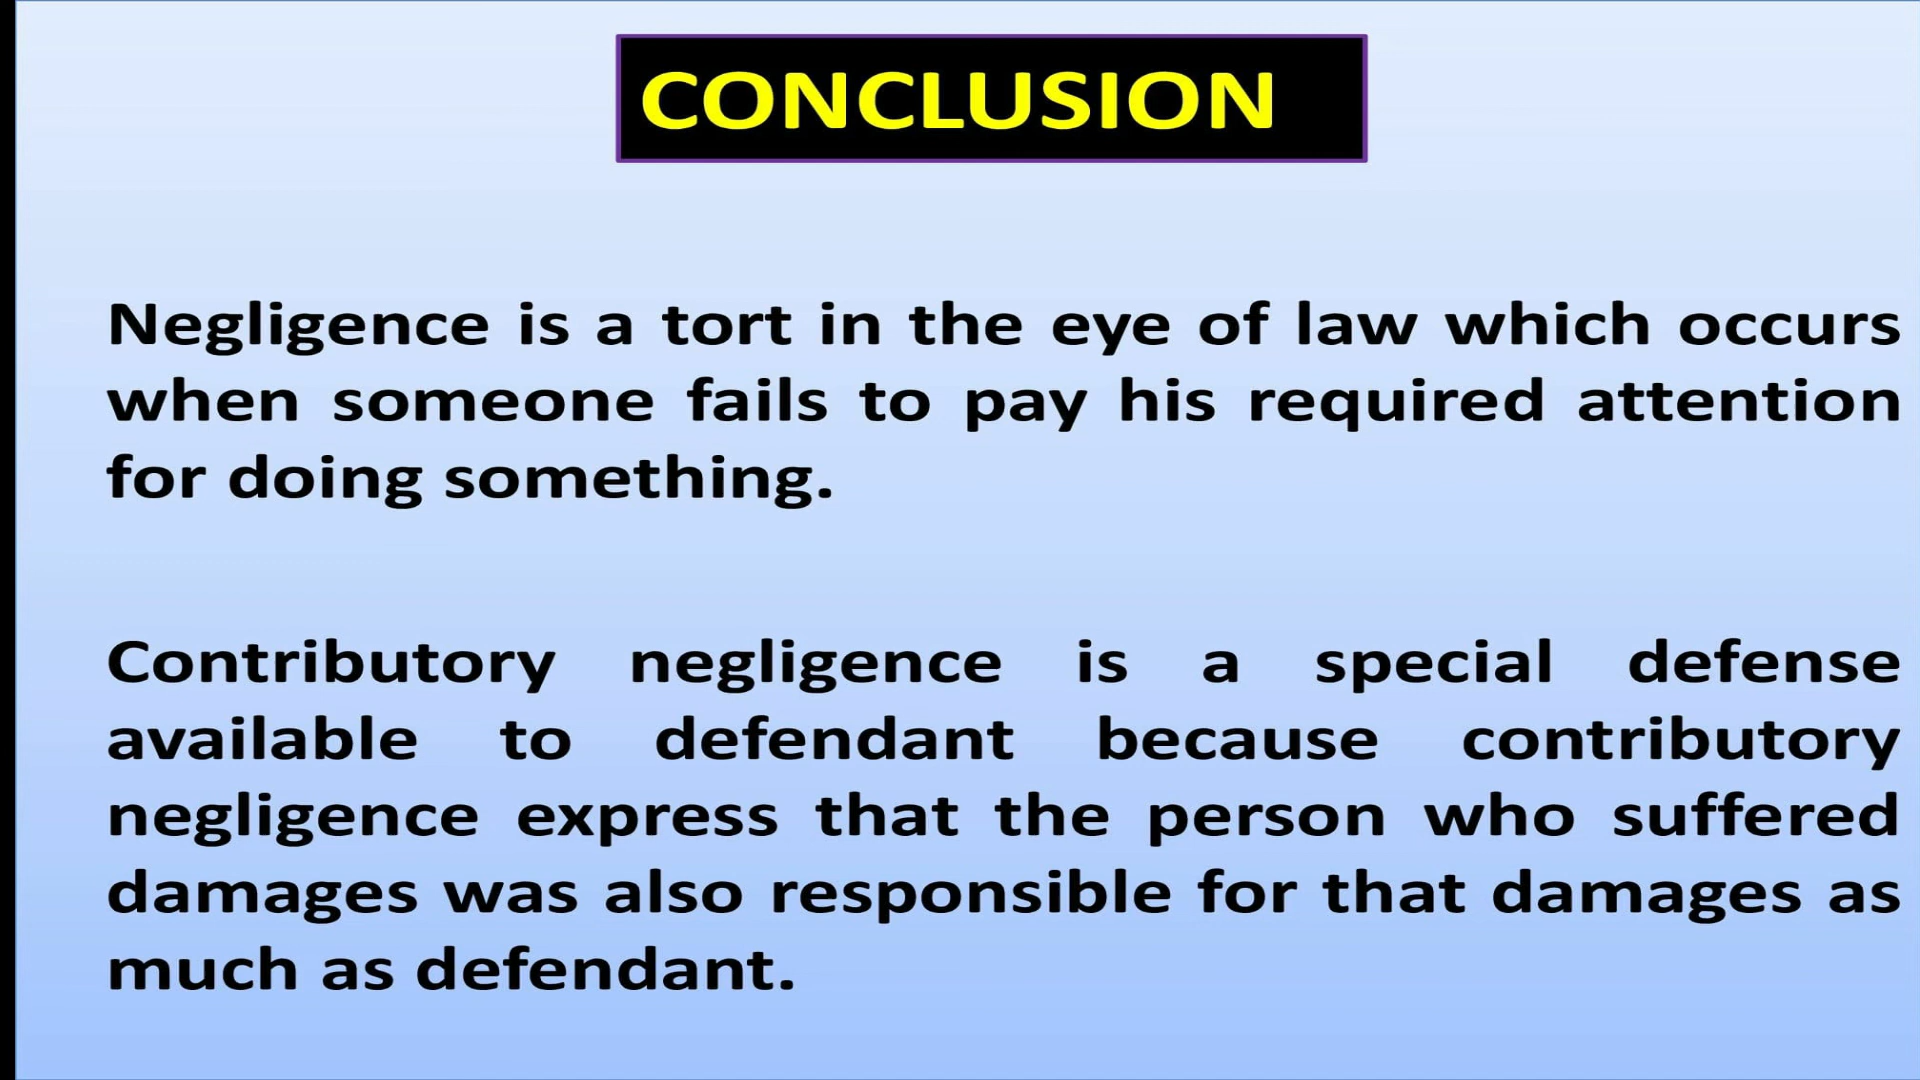 CONCLUSION
Negligence is a tort in the eye of law which occurs
when someone fails to pay his required attention
for doing something.
Contributory negligence is a special defense
available to defendant because contributory
negligence express that the person who suffered
damages was also responsible for that damages as
much as defendant.